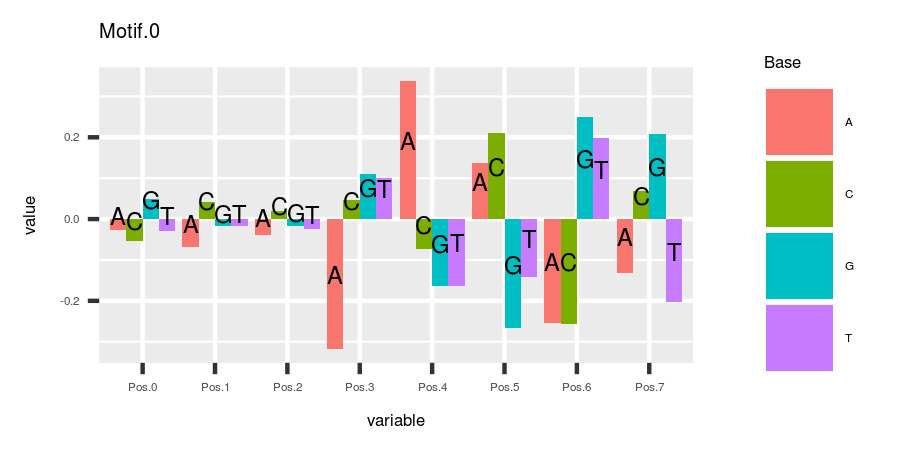 Motif.0
value
0.2
0.0
-0.2
A C G T A C G T A C G T A C G T A C G T A C G T A C G T A C G T
Pos.0 Pos.1 Pos.2 Pos.3 Pos.4 Pos.5 Pos.6 Pos.7
variable
Base
A
C
G
T